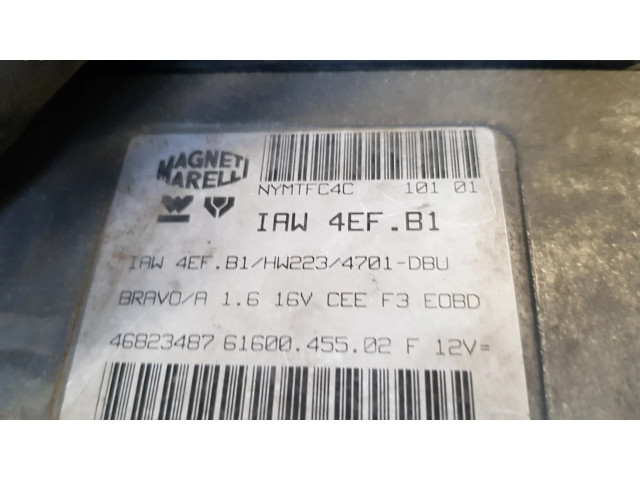 MAGNETI
MARELLI
NYMTFC4C 101 01
IAW 4EF.B1
IAW 4EF.B1/HW223/4701-DBU
BRAVO/A 1.6 16V CEE F3 EOBD
46823487 61600.455.02 F 12V=